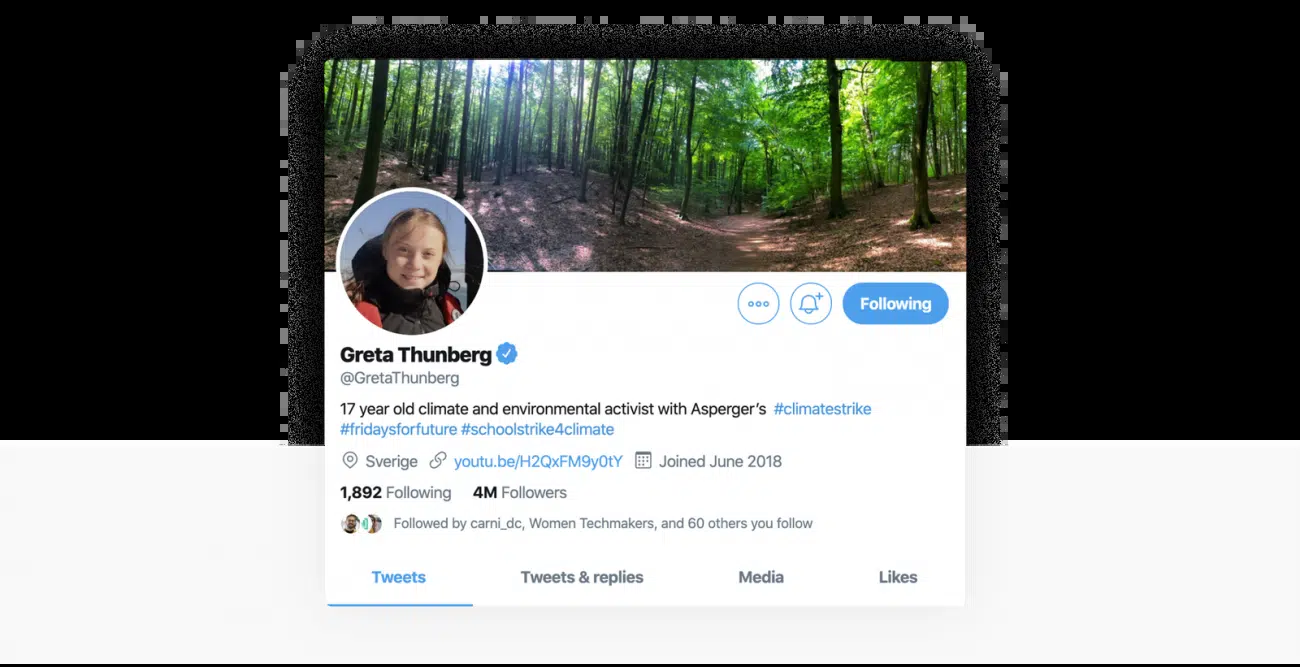 Following
Greta Thunberg
@GretaThunberg
17 year old climate and environmental activist with Asperger's #climatestrike
#fridaysforfuture #schoolstrike4climate
Sverige youtu.be/H2QxFM9y0tY Joined June 2018
1,892 Following 4M Followers
Followed by carni_dc, Women Techmakers, and 60 others you follow
Tweets Tweets & replies Media Likes